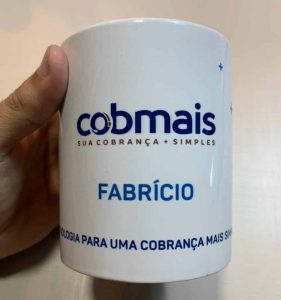 cobmais
SUA COBRANÇA + SIMPLES
FABRÍCIO
PARA UMA COBRANÇA MAIS